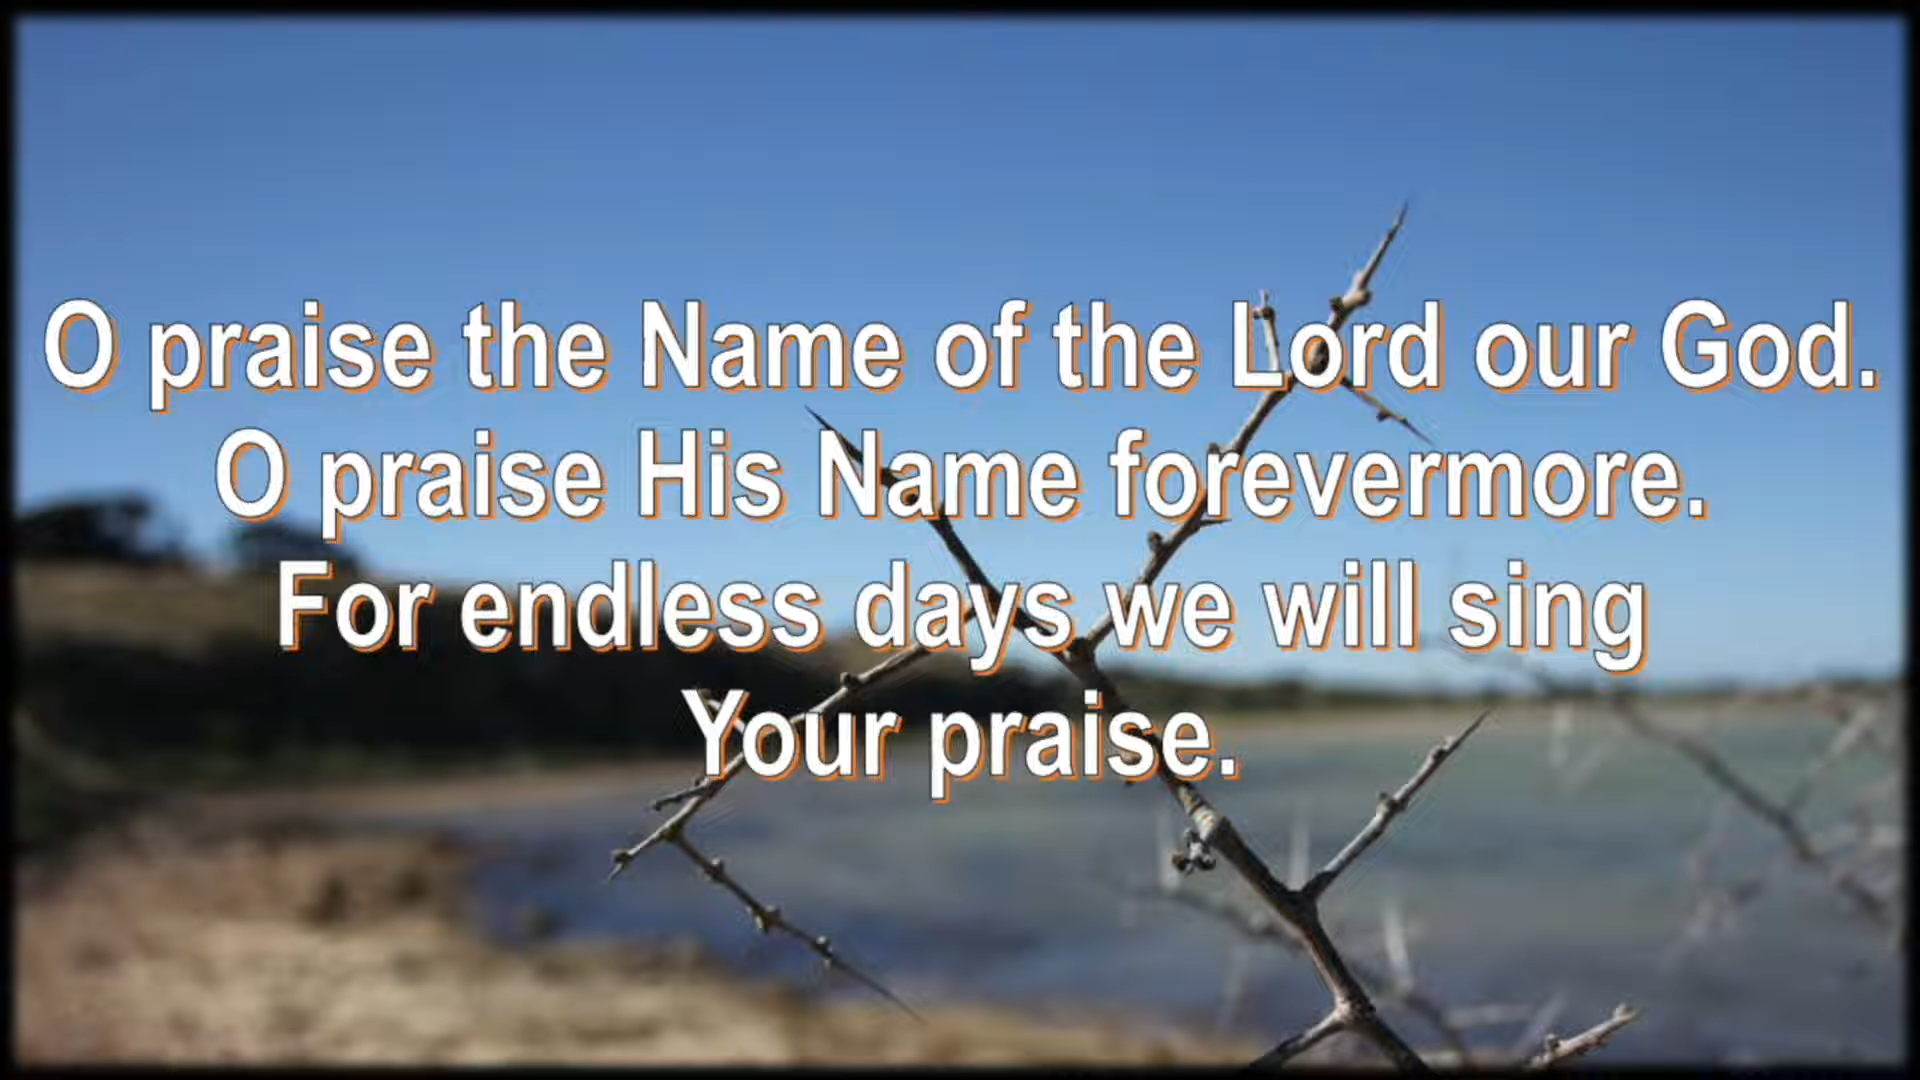 O praise the Name of the Lord our God.
O praise His Name forevermore.
For endless days we will sing
Your praise.